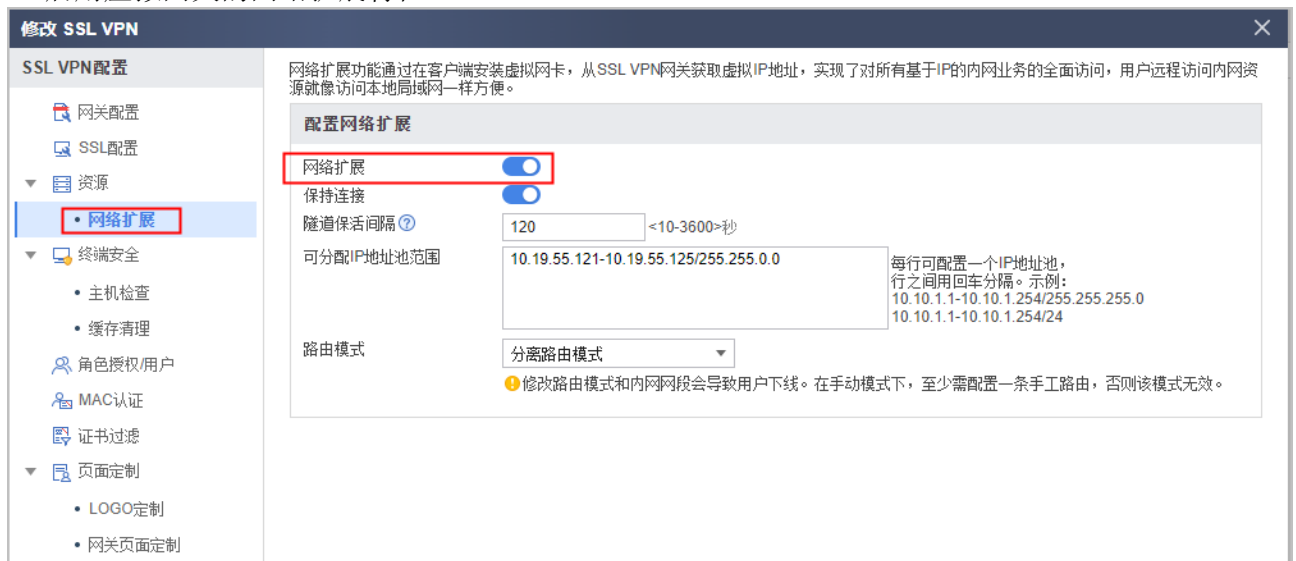 修改 SSL VPN
SSL VPN配置
网关配置
SSL配置
资源
• 网络扩展
终端安全
• 主机检查
• 缓存清理
角色授权/用户
MAC认证
证书过滤
页面定制
• LOGO定制
• 网关页面定制
网络扩展功能通过在客户端安装虚拟网卡，从SSL VPN网关获取虚拟IP地址，实现了对所有基于IP的内网业务的全面访问，用户远程访问内网资
源就像访问本地局域网一样方便。
配置网络扩展
网络扩展
保持连接
隧道保活间隔 ? 120 <10-3600>秒
可分配IP地址池范围 10.19.55.121-10.19.55.125/255.255.0.0
每行可配置一个IP地址池，
行之间用回车分隔。示例：
10.10.1.1-10.10.1.254/255.255.255.0
10.10.1.1-10.10.1.254/24
路由模式 分离路由模式
修改路由模式和内网网段会导致用户下线。在手动模式下，至少需配置一条手工路由，否则该模式无效。